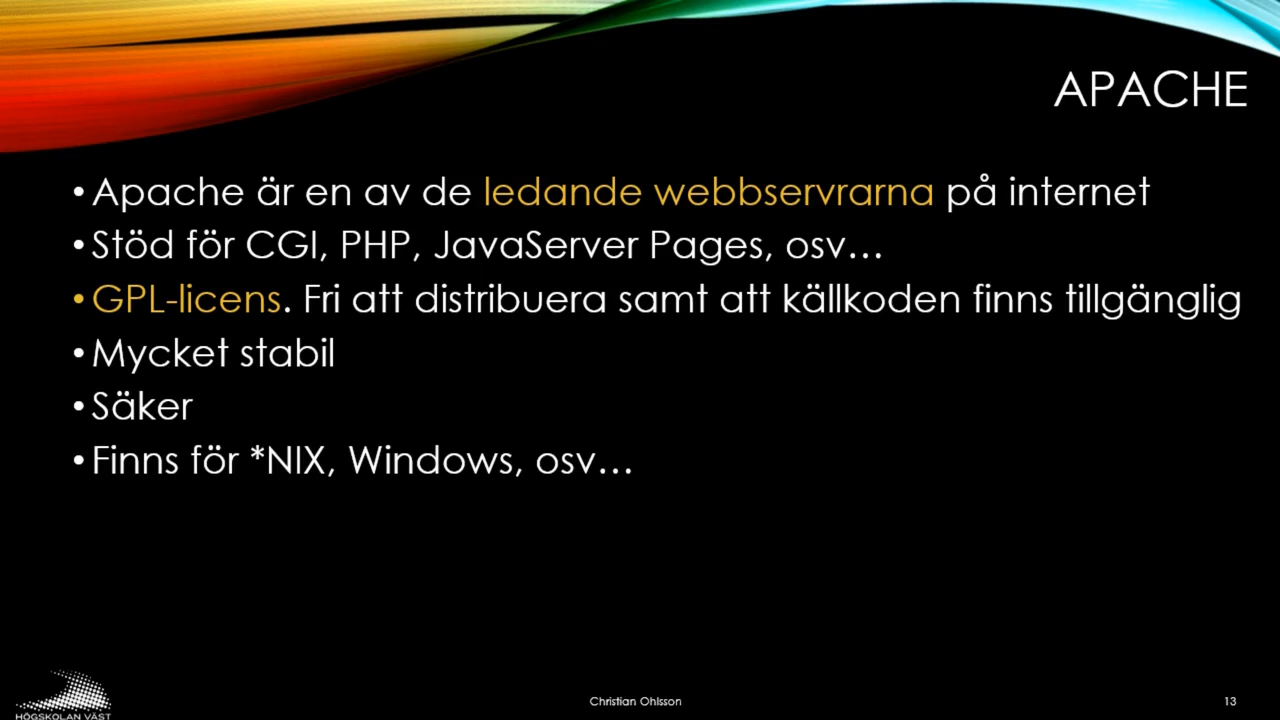 APACHE
• Apache är en av de ledande webbservrarna på internet
• Stöd för CGI, PHP, JavaServer Pages, osv…
• GPL-licens. Fri att distribuera samt att källkoden finns tillgänglig
• Mycket stabil
• Säker
• Finns för *NIX, Windows, osv…
HÖGSKOLAN VÄST
Christian Ohlsson
13